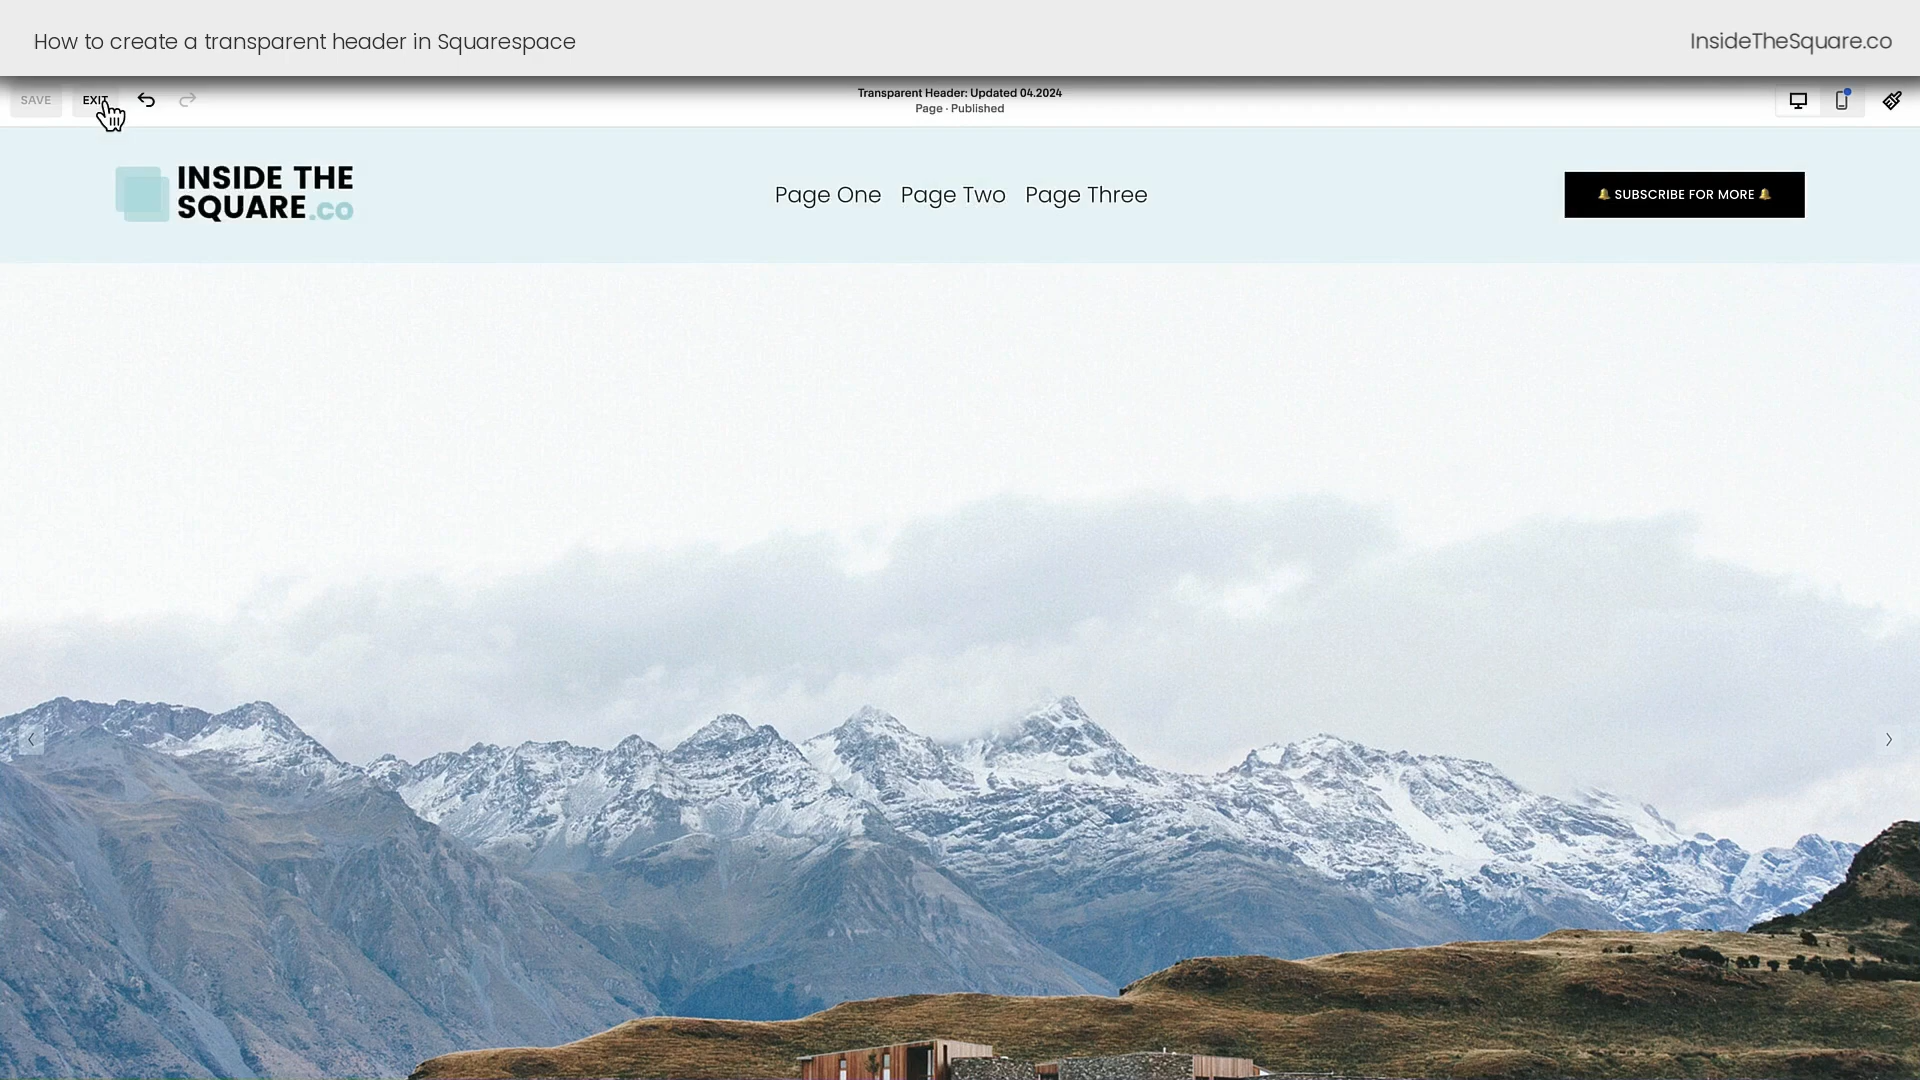 How to create a transparent header in Squarespace
InsideTheSquare.co
SAVE
EXIT
Transparent Header: Updated 04.2024
Page · Published
INSIDE THE
SQUARE.co
Page One
Page Two
Page Three
🔔 SUBSCRIBE FOR MORE 🔔